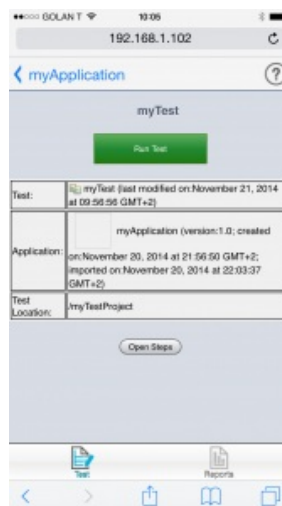 GOLAN T 10:05
192.168.1.102
myApplication
?
myTest
Run Test
Test:
myTest (last modified on:November 21, 2014
at 09:56:56 GMT+2)
Application:
myApplication (version:1.0; created
on:November 20, 2014 at 21:56:50 GMT+2;
imported on:November 20, 2014 at 22:03:37
GMT+2)
Test
Location:
/myTestProject
Open Steps
Test
Reports